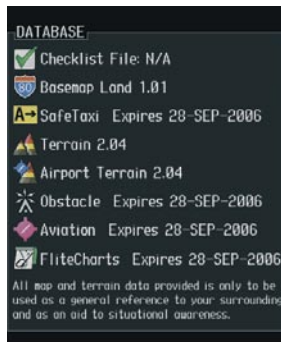 DATABASE
Checklist File: N/A
80 Basemap Land 1.01
A→ SafeTaxi Expires 28-SEP-2006
Terrain 2.04
Airport Terrain 2.04
Obstacle Expires 28-SEP-2006
Aviation Expires 28-SEP-2006
FliteCharts Expires 28-SEP-2006
All map and terrain data provided is only to be
used as a general reference to your surrounding
and as an aid to situational awareness.